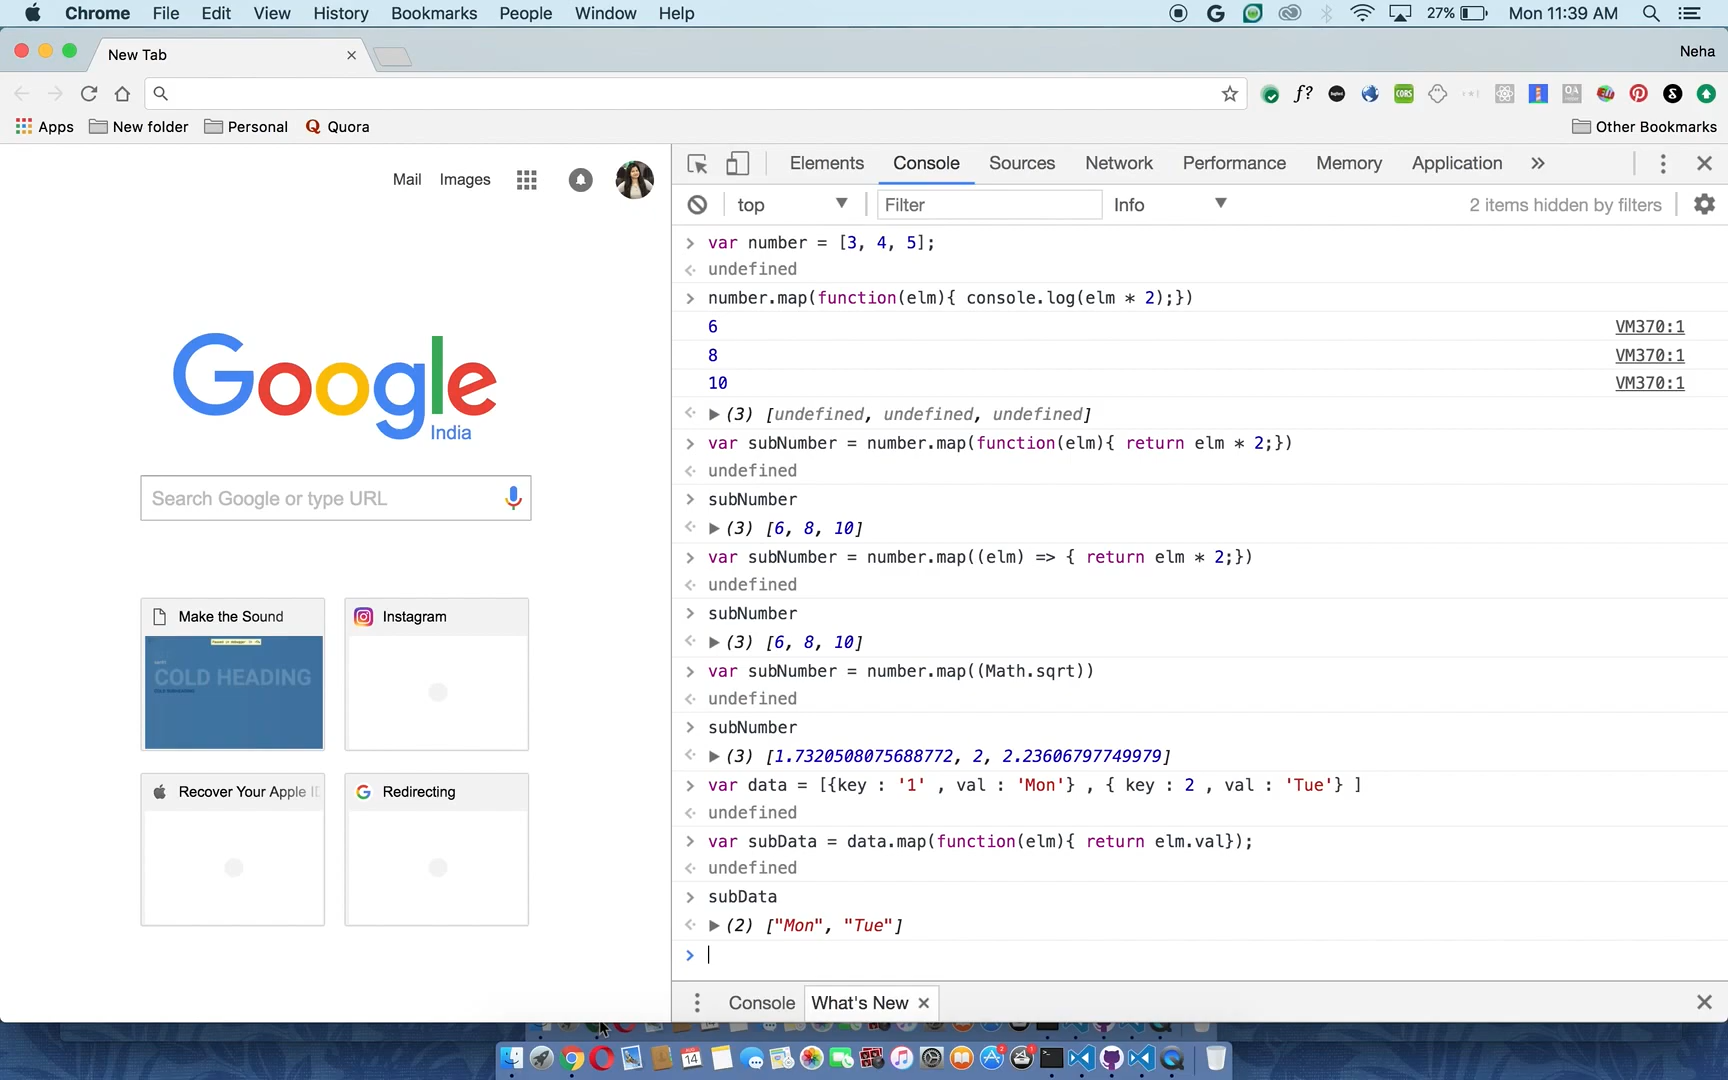 Chrome File Edit View History Bookmarks People Window Help 27% Mon 11:39 AM
New Tab Neha
Apps New folder Personal Quora Other Bookmarks
Mail Images
Elements Console Sources Network Performance Memory Application
top Filter Info 2 items hidden by filters
var number = [3, 4, 5];
undefined
number.map(function(elm){ console.log(elm * 2);})
6 VM370:1
8 VM370:1
10 VM370:1
(3) [undefined, undefined, undefined]
var subNumber = number.map(function(elm){ return elm * 2;})
undefined
subNumber
(3) [6, 8, 10]
var subNumber = number.map((elm) => { return elm * 2;})
undefined
subNumber
(3) [6, 8, 10]
var subNumber = number.map((Math.sqrt))
undefined
subNumber
(3) [1.7320508075688772, 2, 2.23606797749979]
var data = [{key : '1' , val : 'Mon'} , { key : 2 , val : 'Tue'} ]
undefined
var subData = data.map(function(elm){ return elm.val});
undefined
subData
(2) ["Mon", "Tue"]
Console What's New
Google
India
Search Google or type URL
Make the Sound Instagram
COLD HEADING
Recover Your Apple
Redirecting
CORS
QA
14